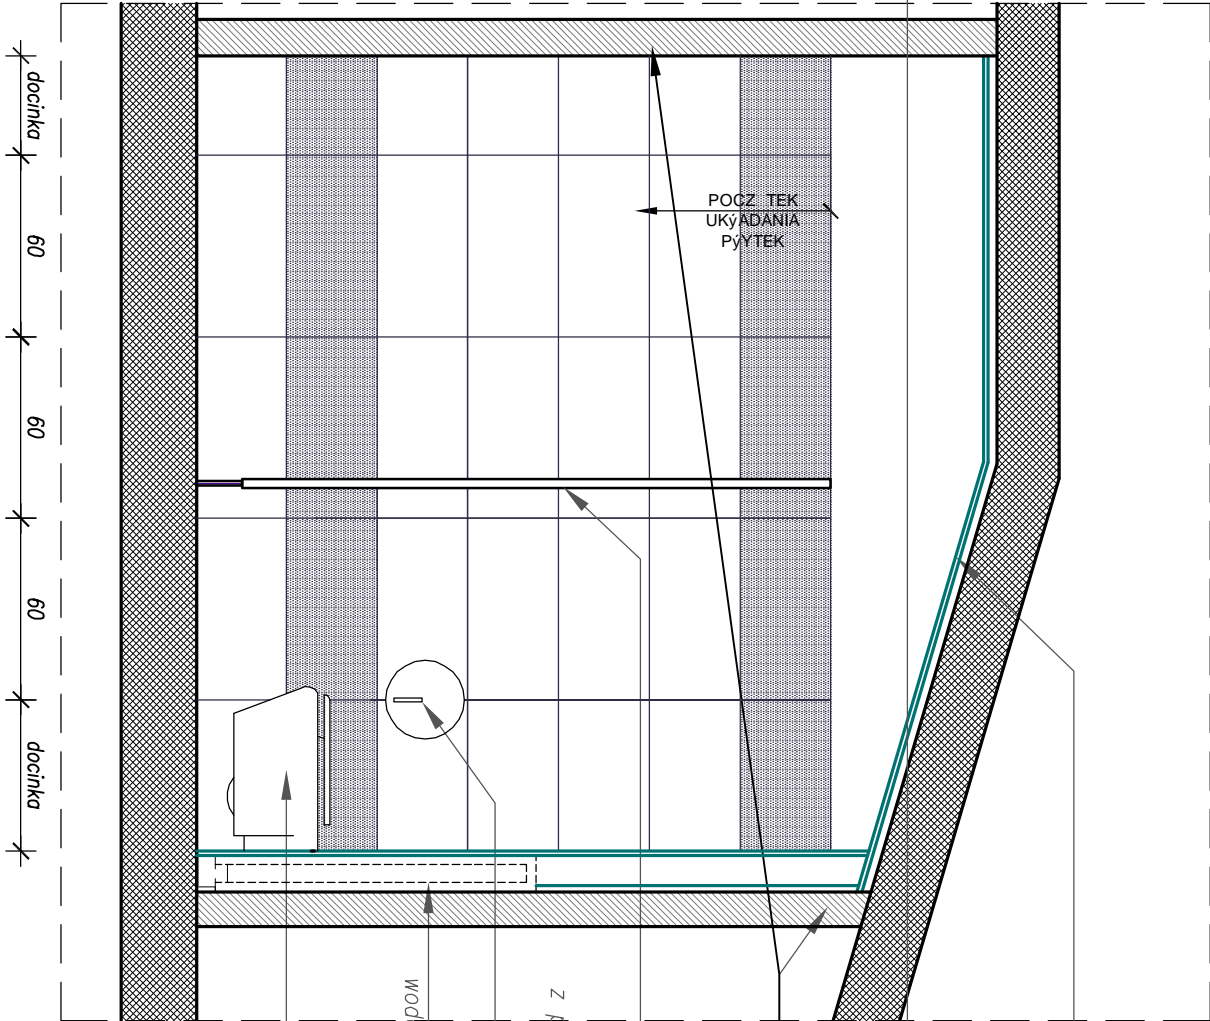 docinka
60
60
60
docinka
POCZ TEK
UKýADANIA
PýYTEK
wod
z p